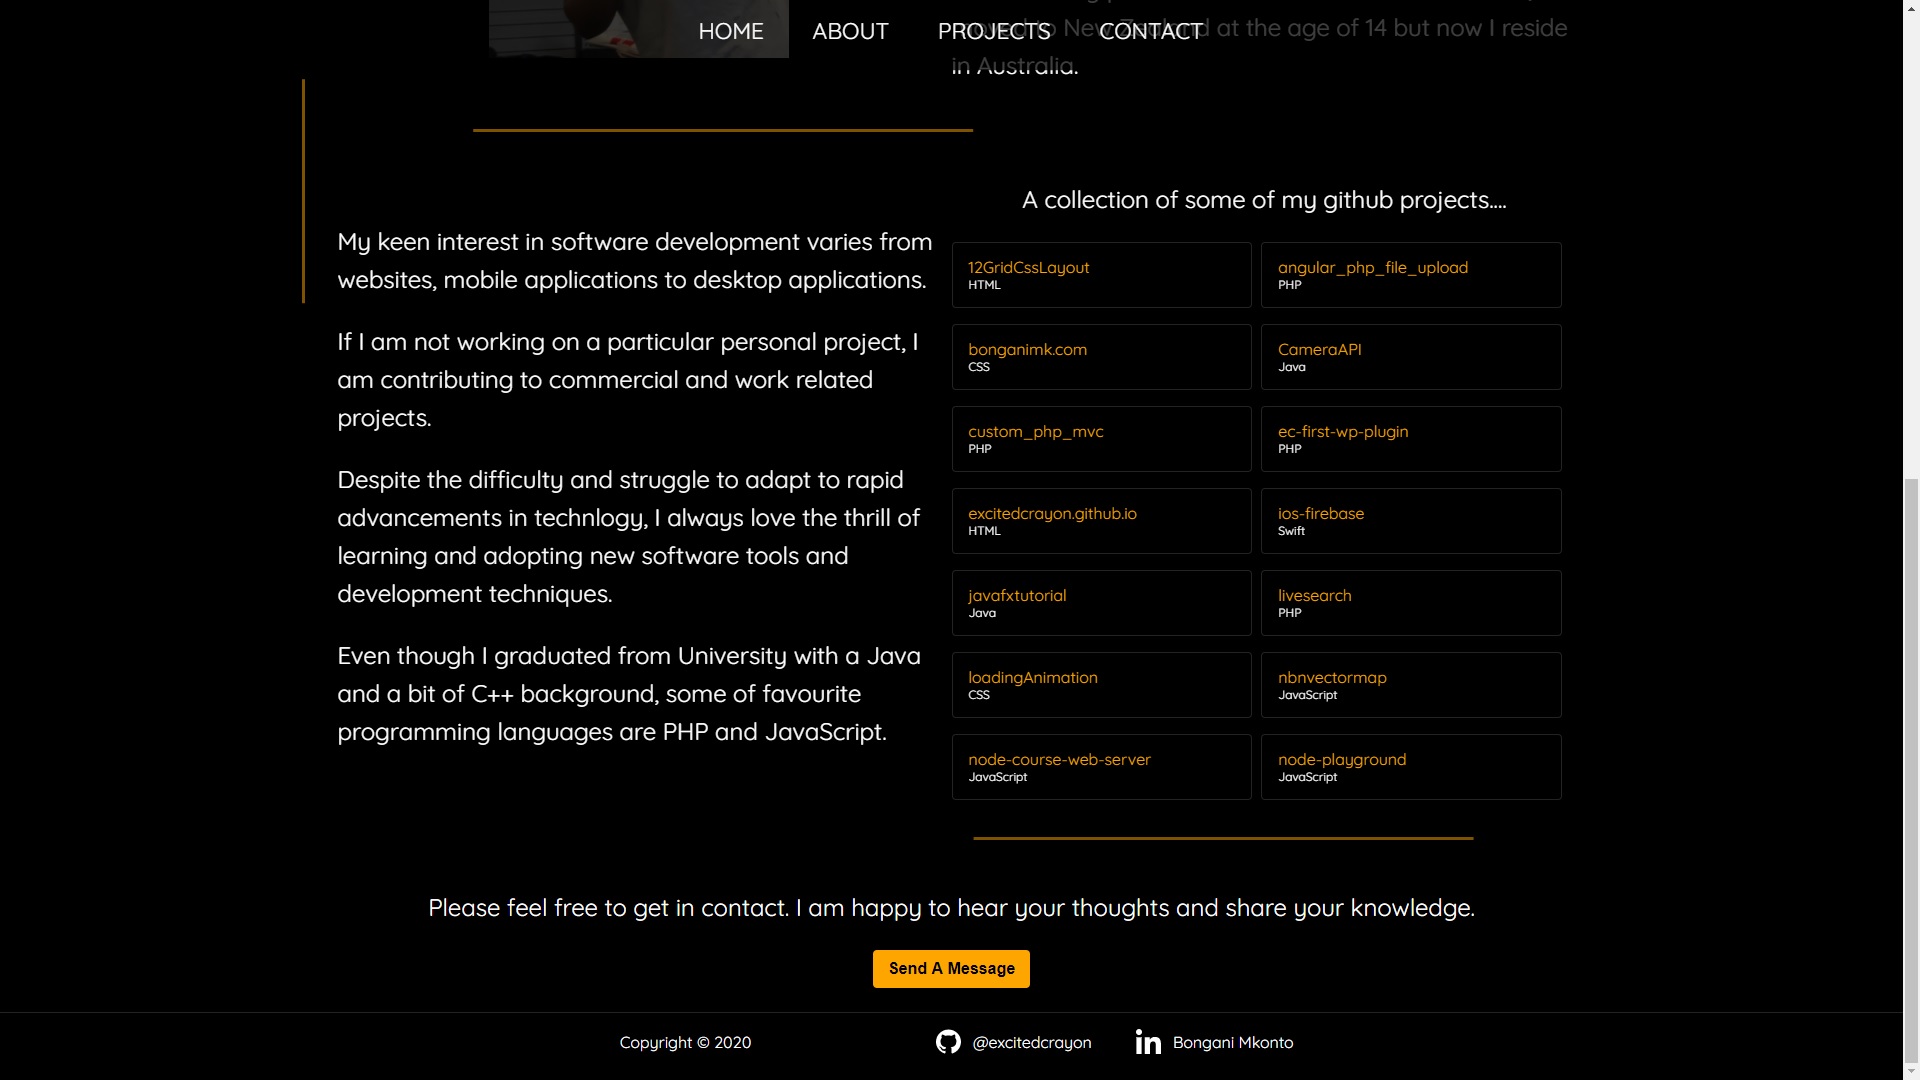 HOME ABOUT PROJECTS CONTACT
moved to New Zealand at the age of 14 but now I reside
in Australia.
My keen interest in software development varies from
websites, mobile applications to desktop applications.
If I am not working on a particular personal project, I
am contributing to commercial and work related
projects.
Despite the difficulty and struggle to adapt to rapid
advancements in technlogy, I always love the thrill of
learning and adopting new software tools and
development techniques.
Even though I graduated from University with a Java
and a bit of C++ background, some of favourite
programming languages are PHP and JavaScript.
A collection of some of my github projects....
12GridCssLayout
HTML
angular_php_file_upload
PHP
bonganimk.com
CSS
CameraAPI
Java
custom_php_mvc
PHP
ec-first-wp-plugin
PHP
excitedcrayon.github.io
HTML
ios-firebase
Swift
javafxtutorial
Java
livesearch
PHP
loadingAnimation
CSS
nbnvectormap
JavaScript
node-course-web-server
JavaScript
node-playground
JavaScript
Please feel free to get in contact. I am happy to hear your thoughts and share your knowledge.
Send A Message
Copyright © 2020 @excitedcrayon Bongani Mkonto